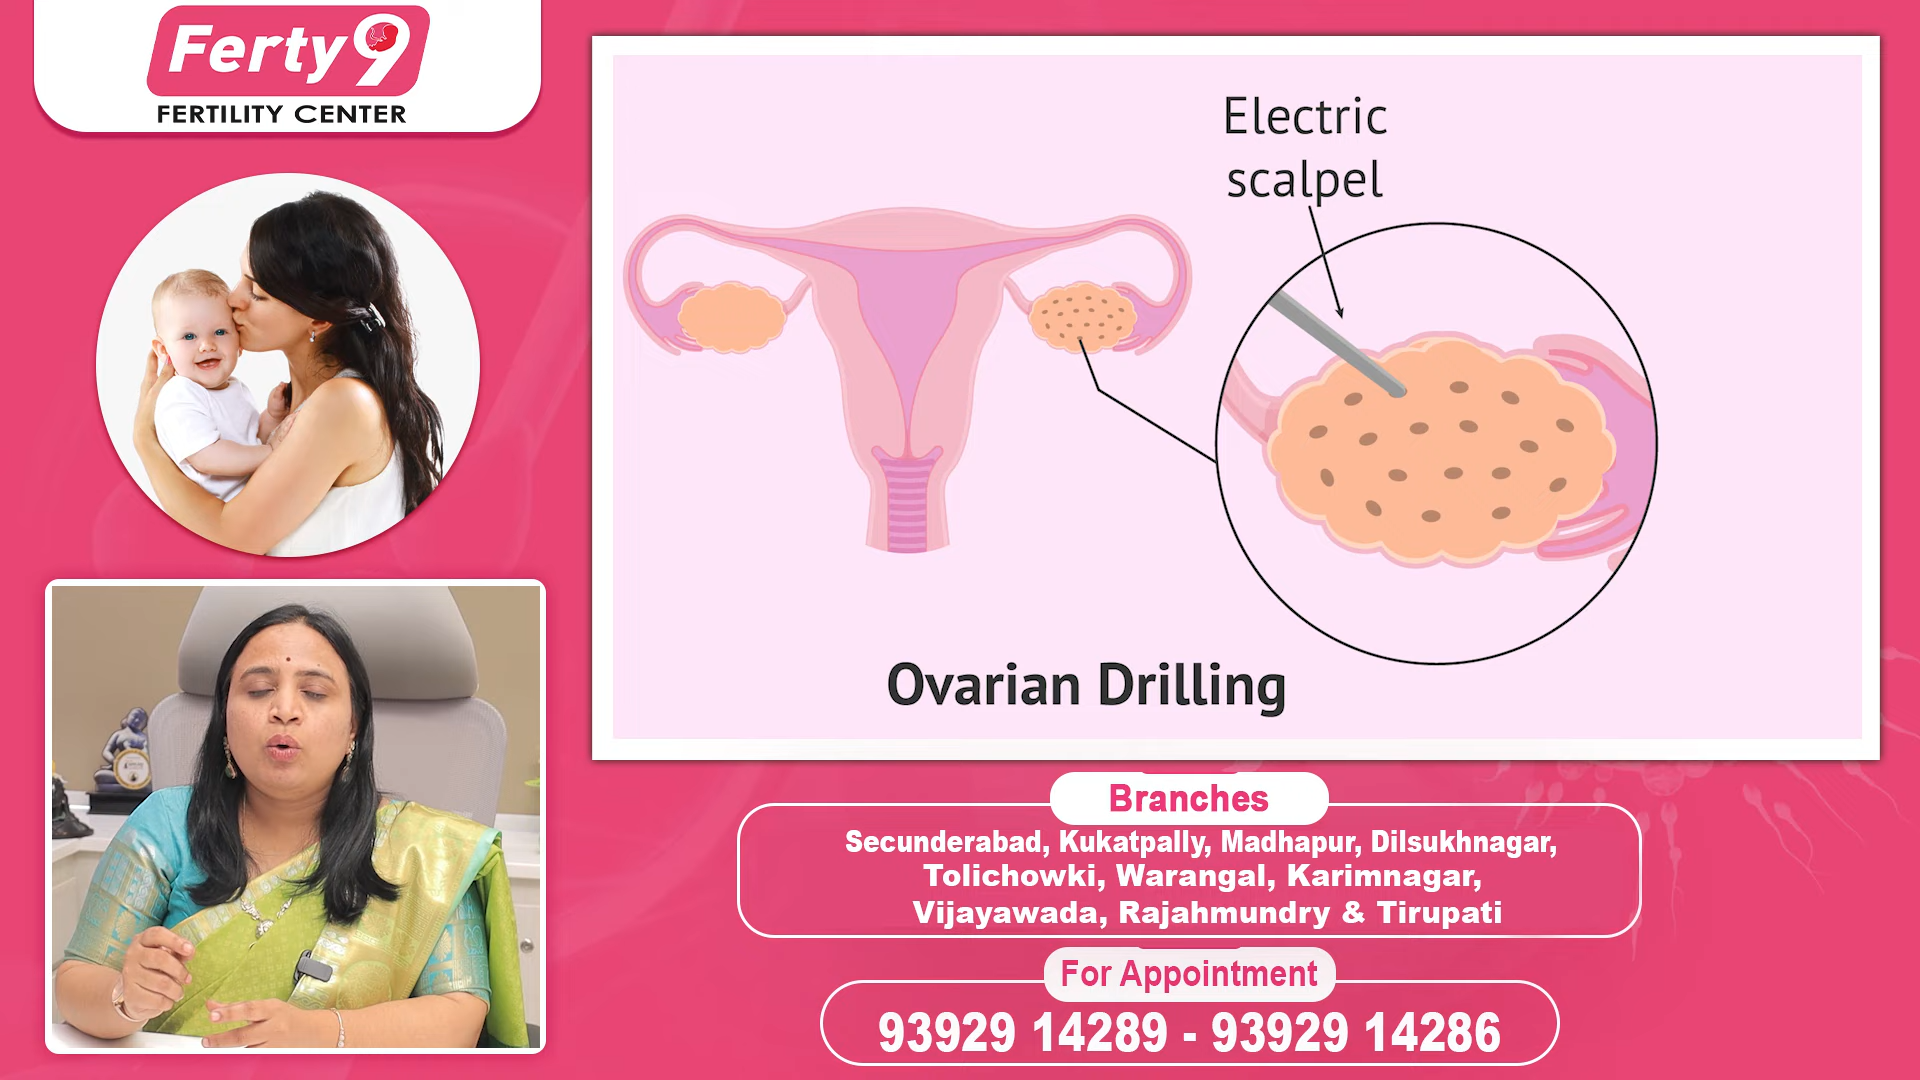 Ferty9
FERTILITY CENTER
Electric
scalpel
Ovarian Drilling
Branches
Secunderabad, Kukatpally, Madhapur, Dilsukhnagar,
Tolichowki, Warangal, Karimnagar,
Vijayawada, Rajahmundry & Tirupati
For Appointment
93929 14289 - 93929 14286